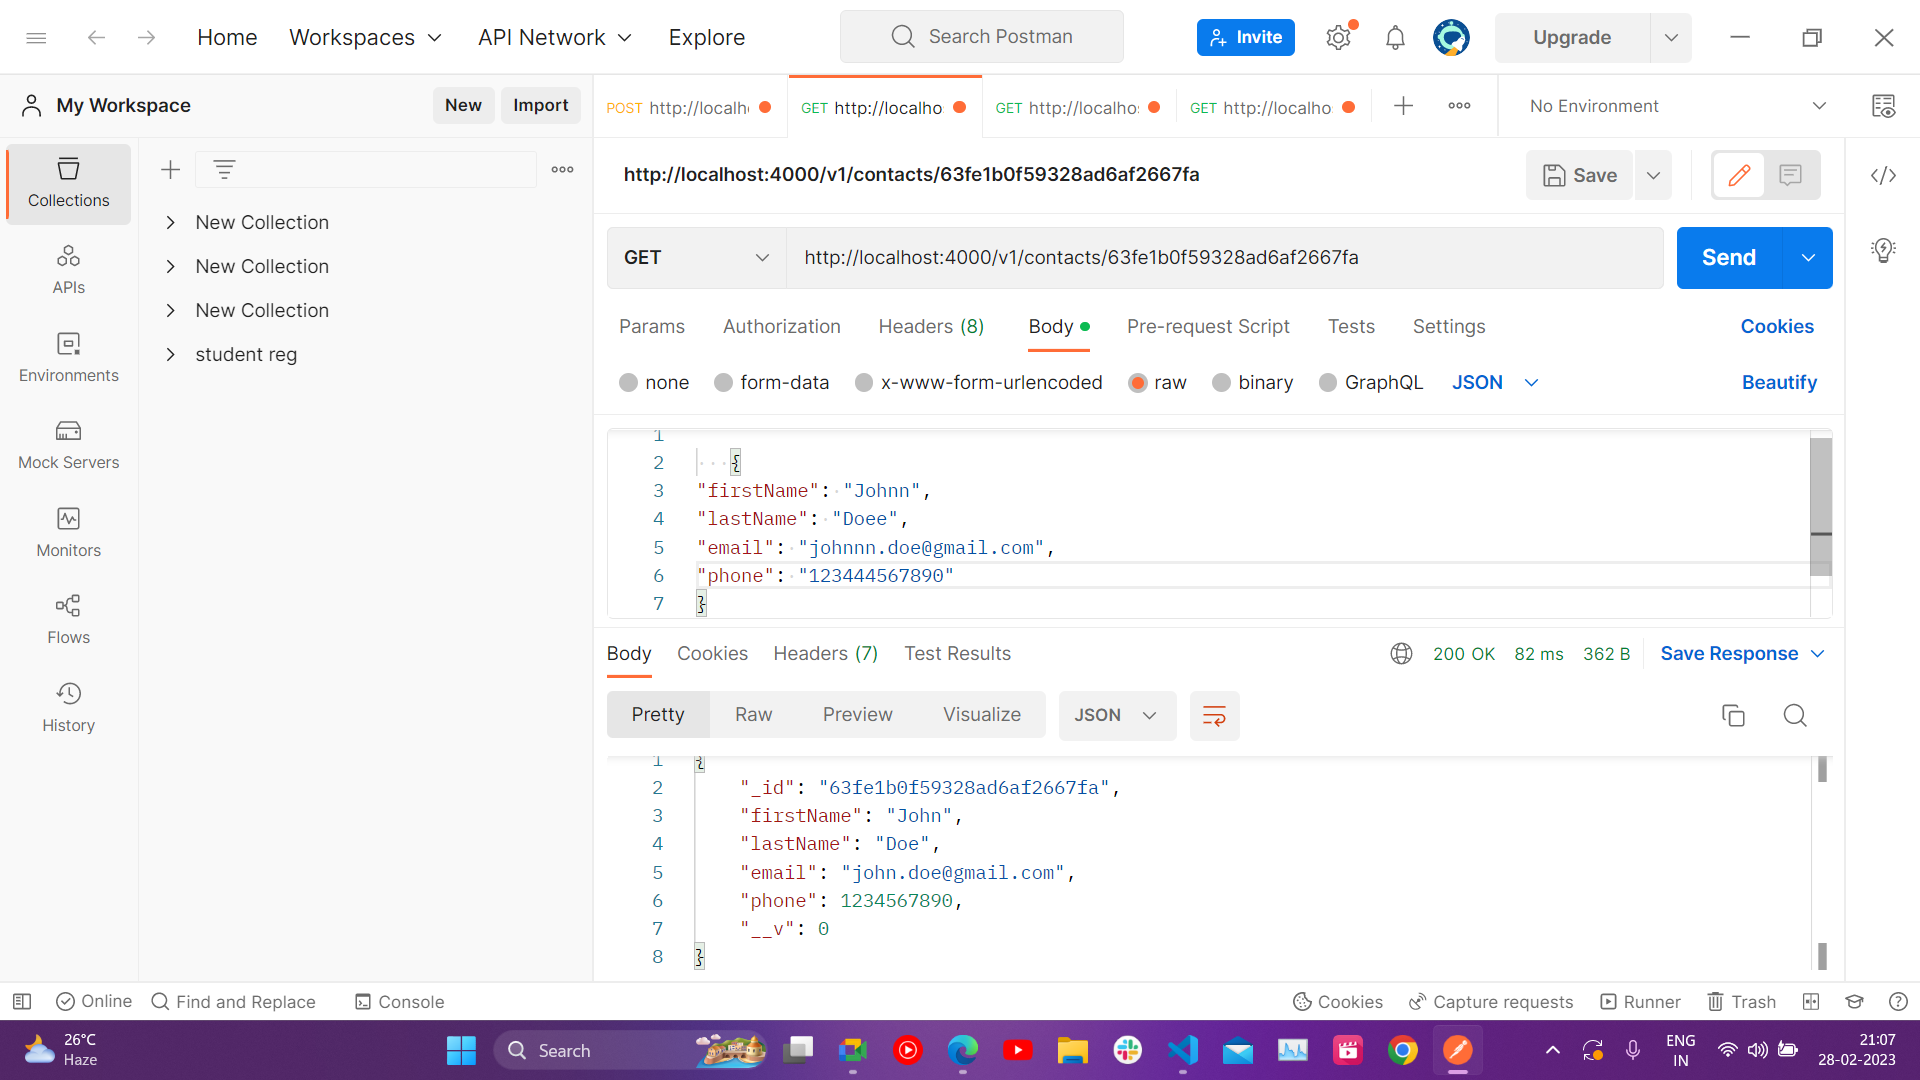 Home Workspaces API Network Explore Search Postman Invite Upgrade
My Workspace New Import POST http://localh GET http://localho GET http://localho GET http://localho No Environment
Collections
APIs
Environments
Mock Servers
Monitors
Flows
History
New Collection
New Collection
New Collection
student reg
http://localhost:4000/v1/contacts/63fe1b0f59328ad6af2667fa Save
GET http://localhost:4000/v1/contacts/63fe1b0f59328ad6af2667fa Send
Params Authorization Headers (8) Body Pre-request Script Tests Settings Cookies
none form-data x-www-form-urlencoded raw binary GraphQL JSON Beautify
1
2 {
3 "firstName": "Johnn",
4 "lastName": "Doee",
5 "email": "johnnn.doe@gmail.com",
6 "phone": "123444567890"
7 }
Body Cookies Headers (7) Test Results 200 OK 82 ms 362 B Save Response
Pretty Raw Preview Visualize JSON
1 {
2 "_id": "63fe1b0f59328ad6af2667fa",
3 "firstName": "John",
4 "lastName": "Doe",
5 "email": "john.doe@gmail.com",
6 "phone": 1234567890,
7 "__v": 0
8 }
Online Find and Replace Console Cookies Capture requests Runner Trash
26°C
Haze
Search
ENG
IN
21:07
28-02-2023